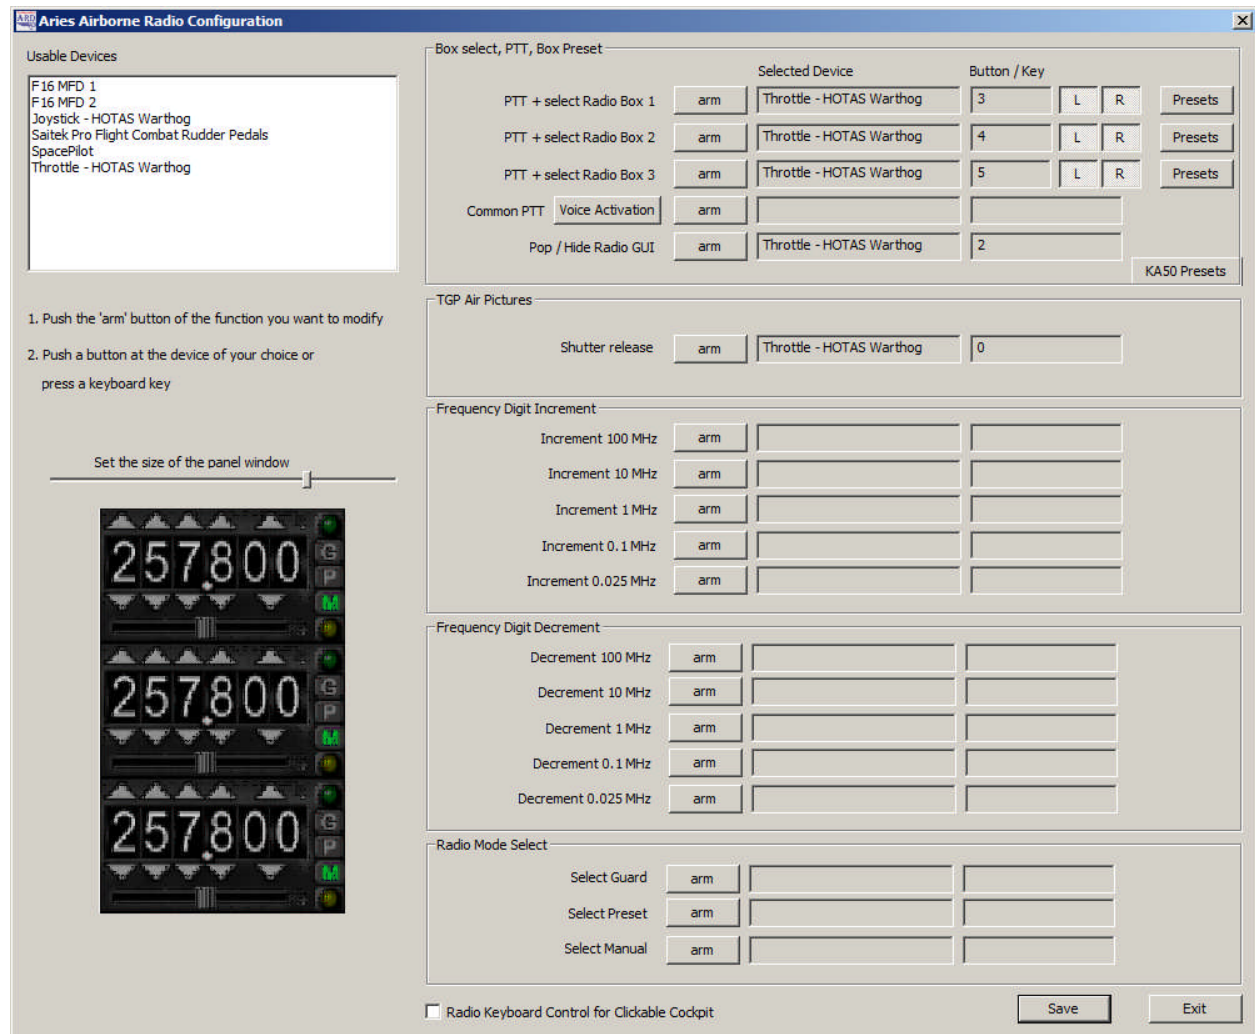 ARD Aries Airborne Radio Configuration
Usable Devices
F16 MFD 1
F16 MFD 2
Joystick - HOTAS Warthog
Saitek Pro Flight Combat Rudder Pedals
SpacePilot
Throttle - HOTAS Warthog
1. Push the 'arm' button of the function you want to modify
2. Push a button at the device of your choice or
press a keyboard key
Set the size of the panel window
257.800
G
P
M
257.800
G
P
M
257.800
G
P
M
Box select, PTT, Box Preset
Selected Device Button / Key
PTT + select Radio Box 1 arm Throttle - HOTAS Warthog 3 L R Presets
PTT + select Radio Box 2 arm Throttle - HOTAS Warthog 4 L R Presets
PTT + select Radio Box 3 arm Throttle - HOTAS Warthog 5 L R Presets
Common PTT Voice Activation arm
Pop / Hide Radio GUI arm Throttle - HOTAS Warthog 2
KA50 Presets
TGP Air Pictures
Shutter release arm Throttle - HOTAS Warthog 0
Frequency Digit Increment
Increment 100 MHz arm
Increment 10 MHz arm
Increment 1 MHz arm
Increment 0.1 MHz arm
Increment 0.025 MHz arm
Frequency Digit Decrement
Decrement 100 MHz arm
Decrement 10 MHz arm
Decrement 1 MHz arm
Decrement 0.1 MHz arm
Decrement 0.025 MHz arm
Radio Mode Select
Select Guard arm
Select Preset arm
Select Manual arm
Radio Keyboard Control for Clickable Cockpit Save Exit